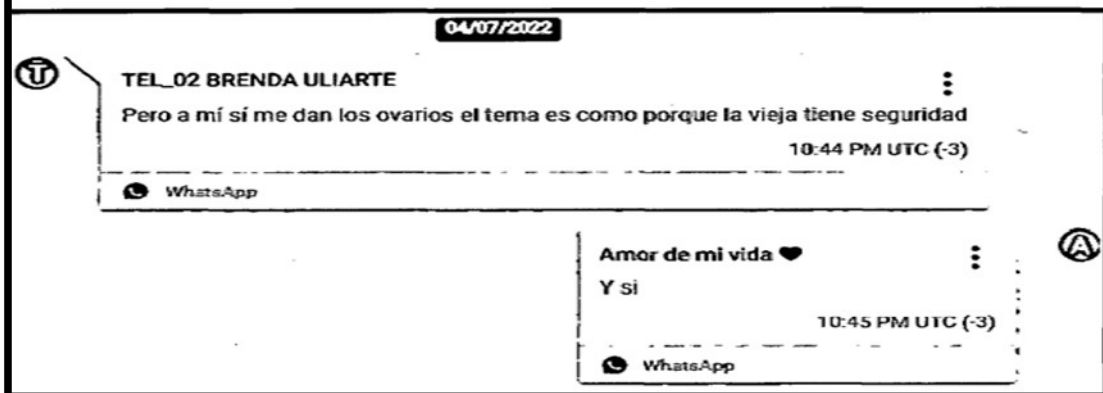 04/07/2022
T
TEL_02 BRENDA ULIARTE
Pero a mí sí me dan los ovarios el tema es como porque la vieja tiene seguridad
10:44 PM UTC (-3)
WhatsApp
A
Amor de mi vida ♥
Y si
10:45 PM UTC (-3)
WhatsApp